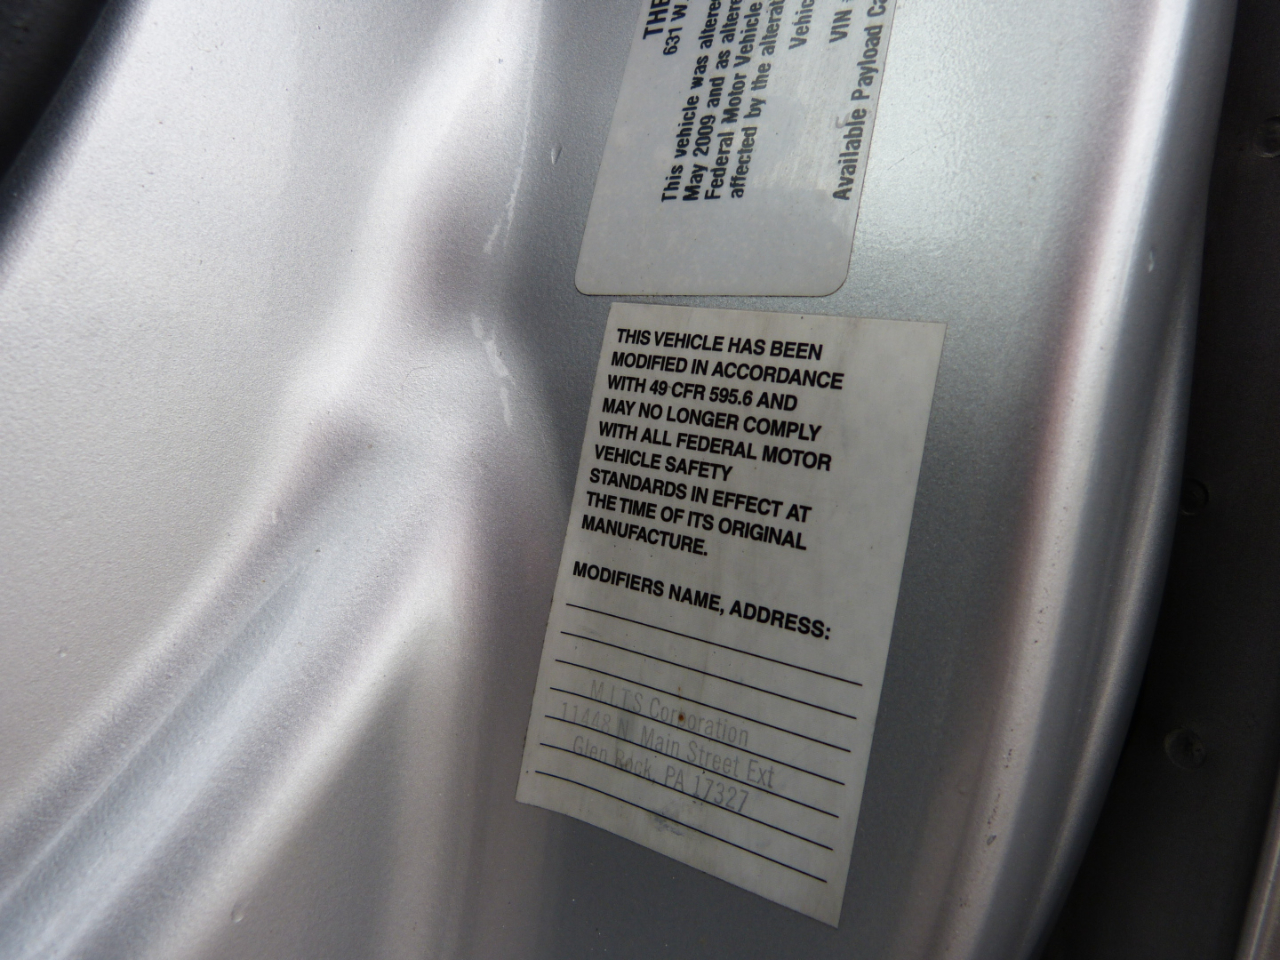 THE
631 W.
This vehicle was altere
May 2009 and as altere
Federal Motor Vehicle
affected by the alterat
Vehic
VIN
Available Payload Ca
THIS VEHICLE HAS BEEN
MODIFIED IN ACCORDANCE
WITH 49 CFR 595.6 AND
MAY NO LONGER COMPLY
WITH ALL FEDERAL MOTOR
VEHICLE SAFETY
STANDARDS IN EFFECT AT
THE TIME OF ITS ORIGINAL
MANUFACTURE.
MODIFIERS NAME, ADDRESS:
M.I.T.S Corporation
11448 N. Main Street Ext
Glen Rock, PA 17327